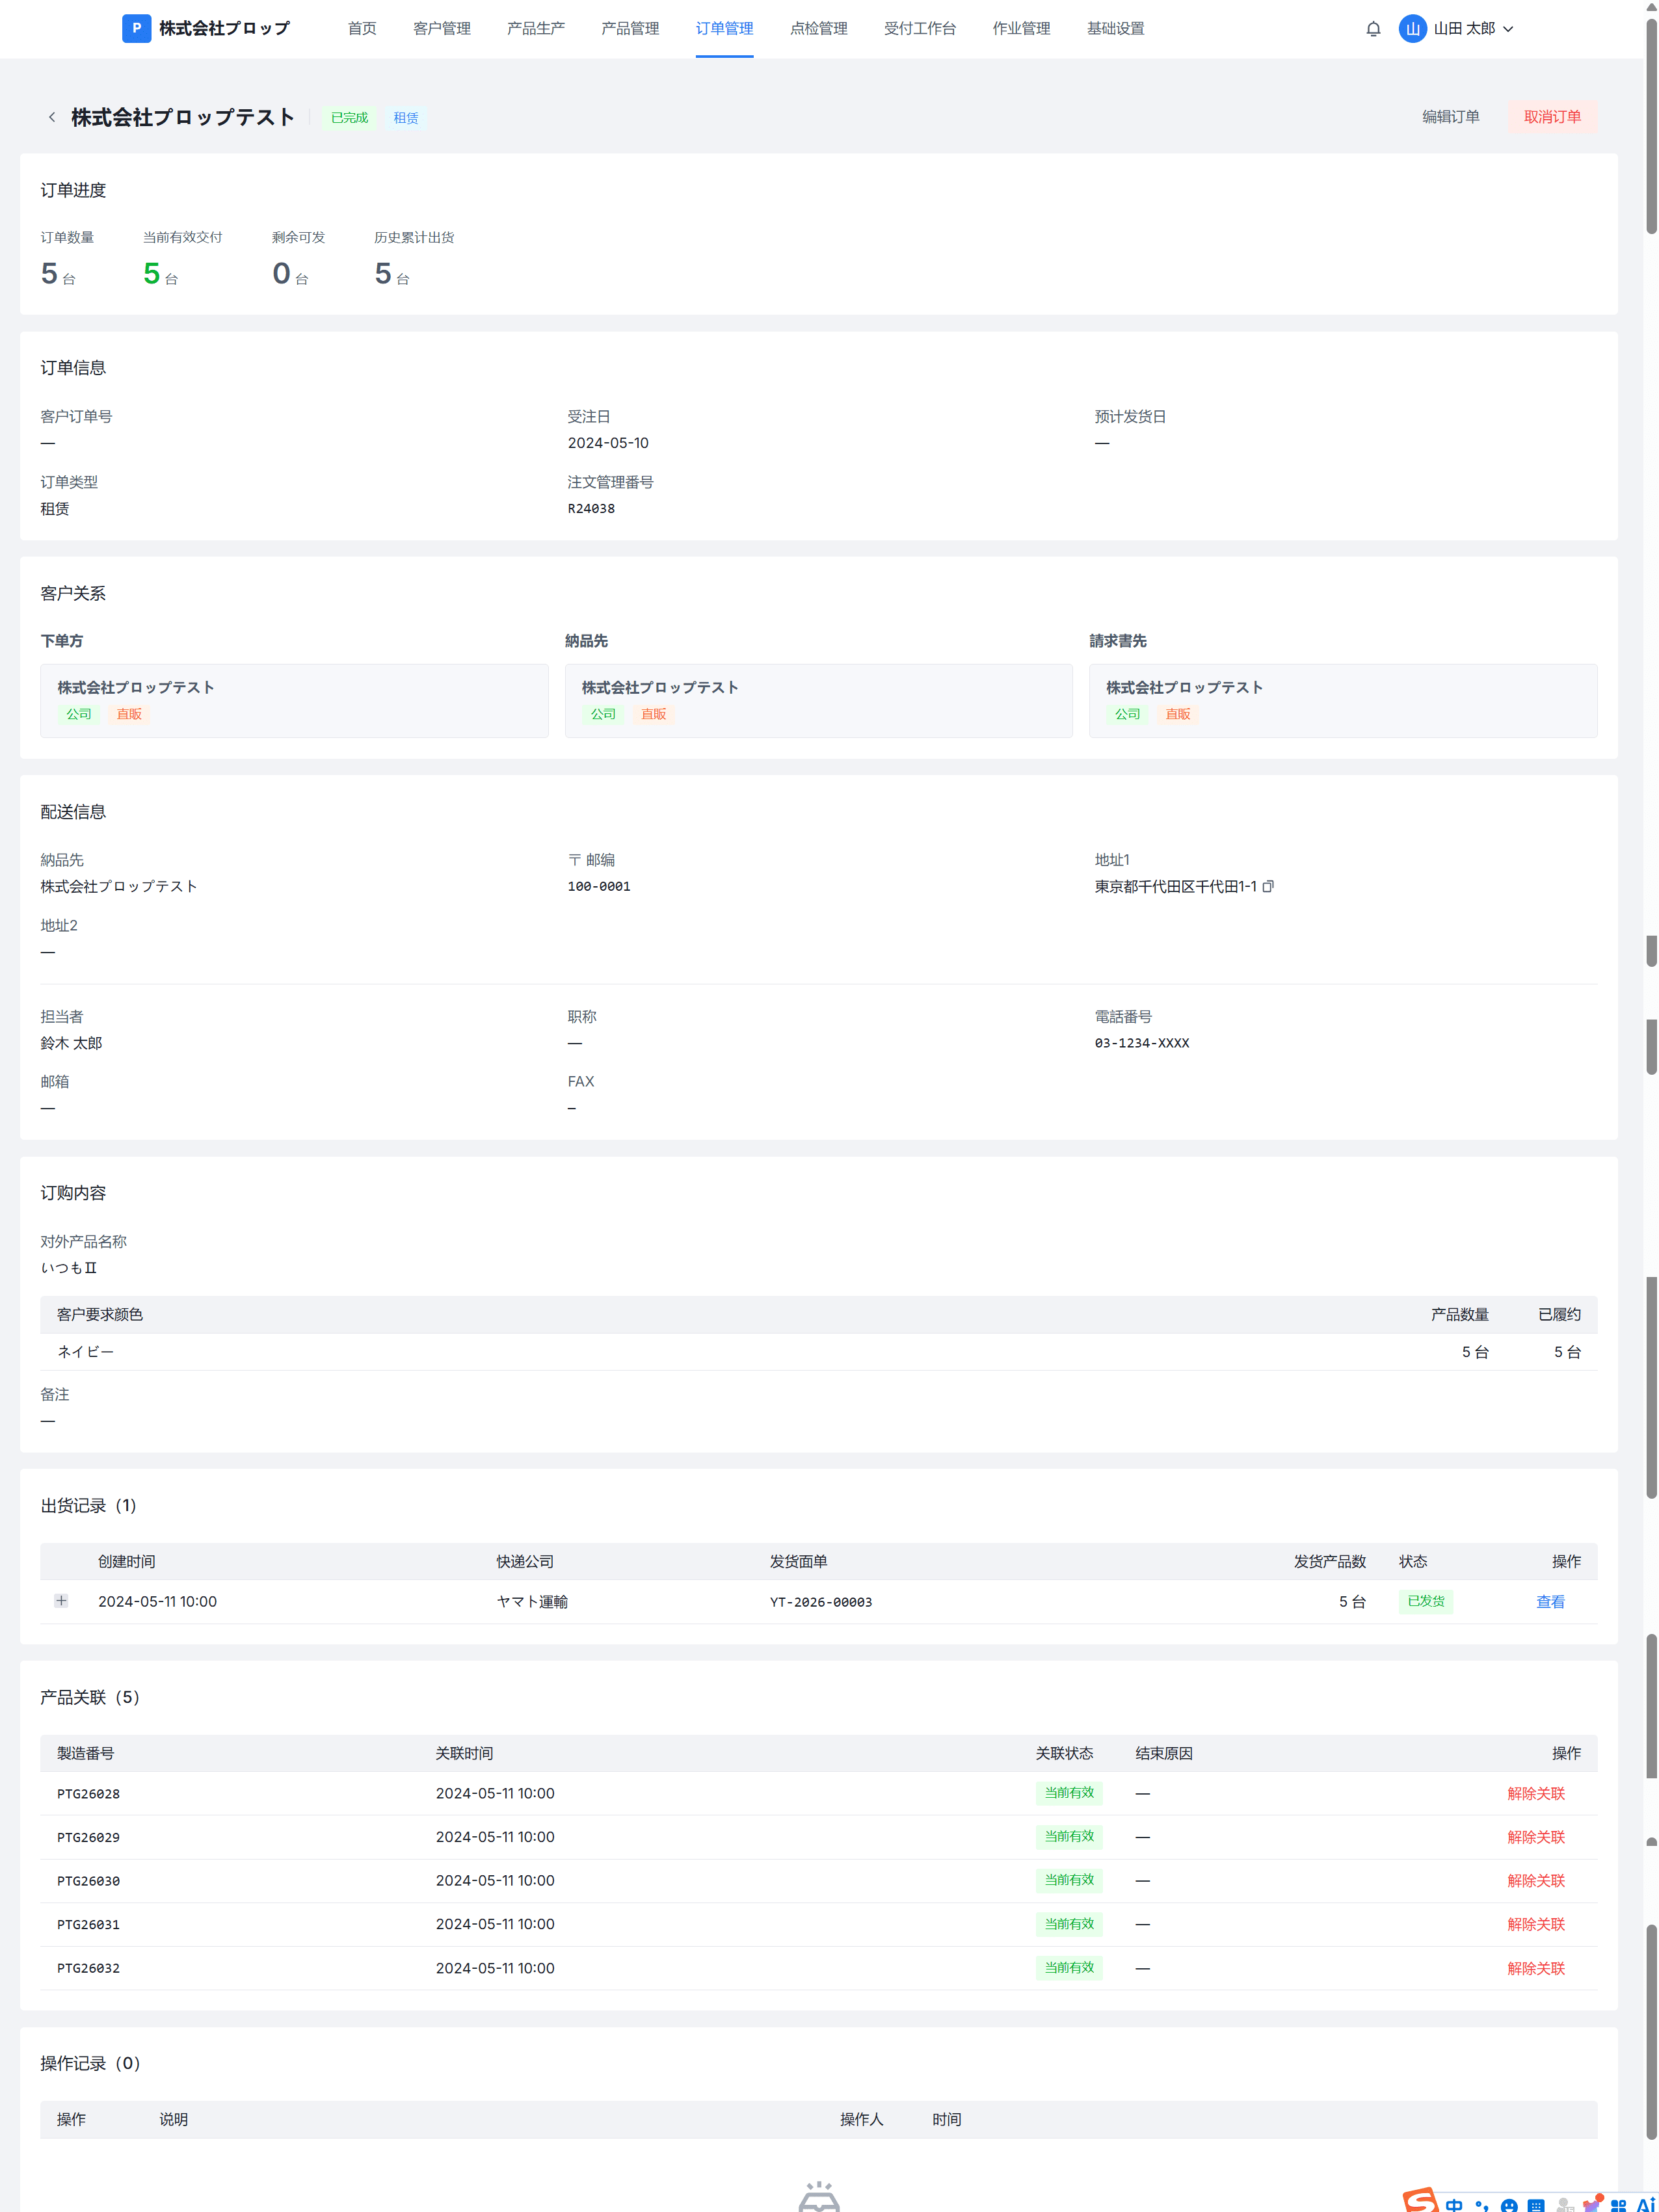 P 株式会社プロップ 首页 客户管理 产品生产 产品管理 订单管理 点检管理 受付工作台 作业管理 基础设置 山 山田 太郎
株式会社プロップテスト 已完成 租赁 编辑订单 取消订单
订单进度
订单数量 当前有效交付 剩余可发 历史累计出货
5 台 5 台 0 台 5 台
订单信息
客户订单号 受注日 预计发货日
— 2024-05-10 —
订单类型 注文管理番号
租赁 R24038
客户关系
下单方 納品先 請求書先
株式会社プロップテスト 株式会社プロップテスト 株式会社プロップテスト
公司 直販 公司 直販 公司 直販
配送信息
納品先 〒 邮编 地址1
株式会社プロップテスト 100-0001 東京都千代田区千代田1-1
地址2
—
担当者 职称 電話番号
鈴木 太郎 — 03-1234-XXXX
邮箱 FAX
— –
订购内容
对外产品名称
いつもⅡ
客户要求颜色 产品数量 已履约
ネイビー 5 台 5 台
备注
—
出货记录（1）
创建时间 快递公司 发货面单 发货产品数 状态 操作
2024-05-11 10:00 ヤマト運輸 YT-2026-00003 5 台 已发货 查看
产品关联（5）
製造番号 关联时间 关联状态 结束原因 操作
PTG26028 2024-05-11 10:00 当前有效 — 解除关联
PTG26029 2024-05-11 10:00 当前有效 — 解除关联
PTG26030 2024-05-11 10:00 当前有效 — 解除关联
PTG26031 2024-05-11 10:00 当前有效 — 解除关联
PTG26032 2024-05-11 10:00 当前有效 — 解除关联
操作记录（0）
操作 说明 操作人 时间
S 中 Ai